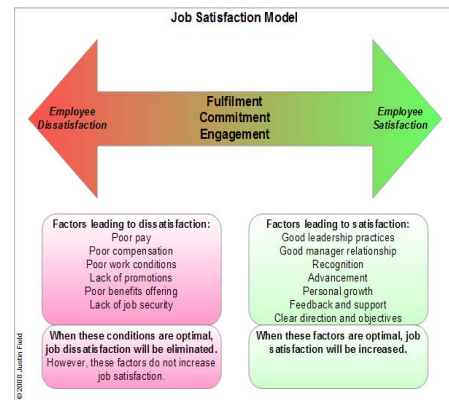 Job Satisfaction Model
Employee
Dissatisfaction
Fulfilment
Commitment
Engagement
Employee
Satisfaction
Factors leading to dissatisfaction:
Poor pay
Poor compensation
Poor work conditions
Lack of promotions
Poor benefits offering
Lack of job security
When these conditions are optimal,
job dissatisfaction will be eliminated.
However, these factors do not increase
job satisfaction.
Factors leading to satisfaction:
Good leadership practices
Good manager relationship
Recognition
Advancement
Personal growth
Feedback and support
Clear direction and objectives
When these factors are optimal, job
satisfaction will be increased.
©2008 Justin Field